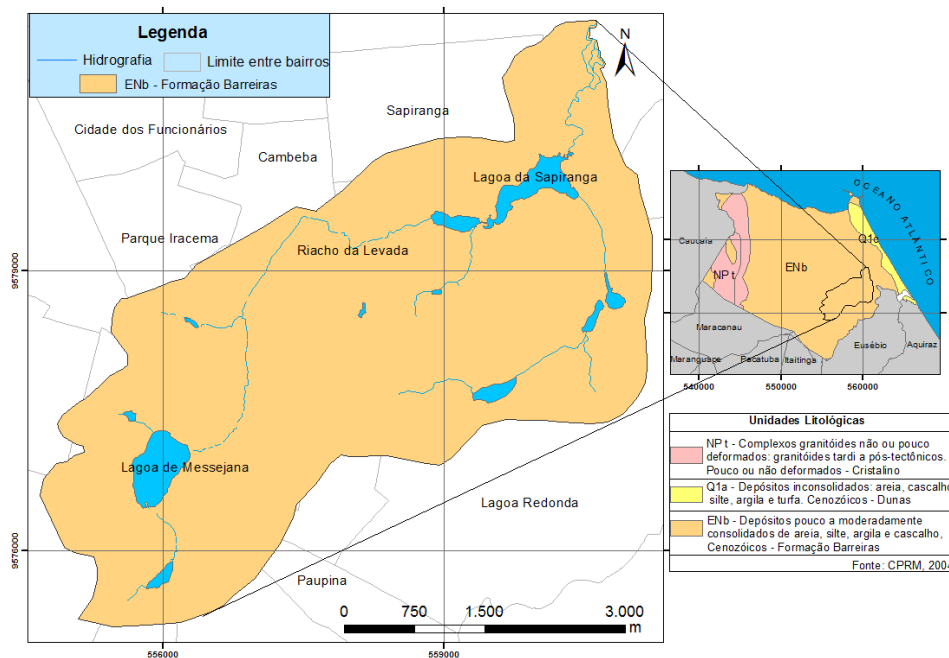 Legenda
Hidrografia
Limite entre bairros
ENb - Formação Barreiras
N
Sapiranga
Cidade dos Funcionários
Cambeba
Lagoa da Sapiranga
Parque Iracema
Riacho da Levada
Lagoa de Messejana
Lagoa Redonda
Paupina
0 750 1.500 3.000
m
9579000
9576000
556000
559000
OCEANO ATLÂNTICO
Caucaia
Q1c
ENb
NP t
Maracanau
Maranguape
Pacatuba
Itaitinga
Eusébio
Aquiraz
540000
550000
560000
Unidades Litológicas
NP t - Complexos granitóides não ou pouco
deformados: granitóides tardi a pós-tectônicos.
Pouco ou não deformados - Cristalino
Q1a - Depósitos inconsolidados: areia, cascalho,
silte, argila e turfa. Cenozóicos - Dunas
ENb - Depósitos pouco a moderadamente
consolidados de areia, silte, argila e cascalho,
Cenozóicos - Formação Barreiras
Fonte: CPRM, 2004